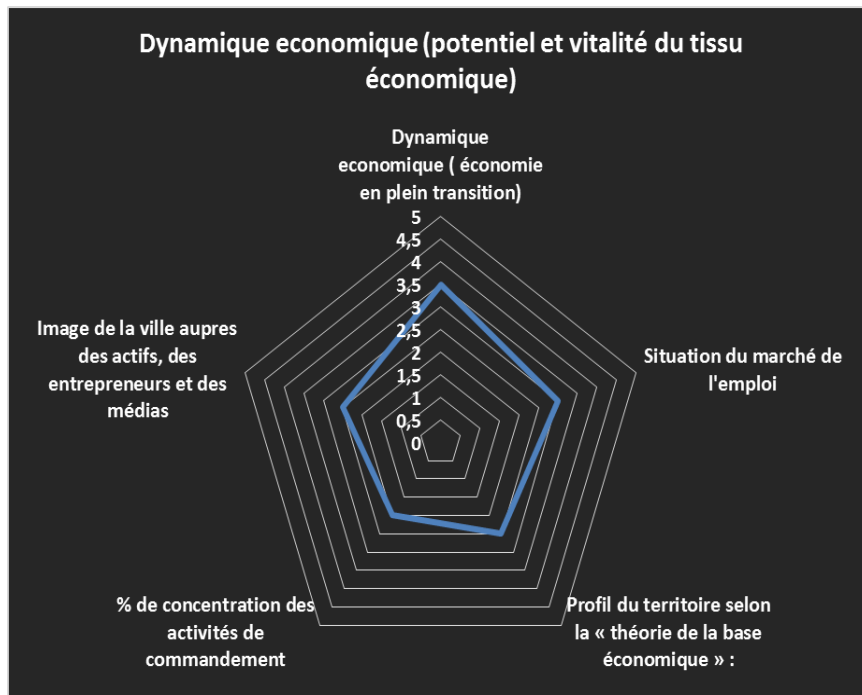 Dynamique economique (potentiel et vitalité du tissu
économique)
Dynamique
economique ( économie
en plein transition)
5
4,5
4
3,5
3
2,5
2
1,5
1
0,5
0
Situation du marché de
l'emploi
Profil du territoire selon
la « théorie de la base
économique » :
% de concentration des
activités de
commandement
Image de la ville aupres
des actifs, des
entrepreneurs et des
médias